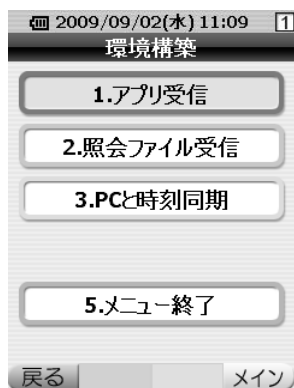 2009/09/02(水) 11:09 1
環境構築
1.アプリ受信
2.照会ファイル受信
3.PCと時刻同期
5.メニュー終了
戻る メイン